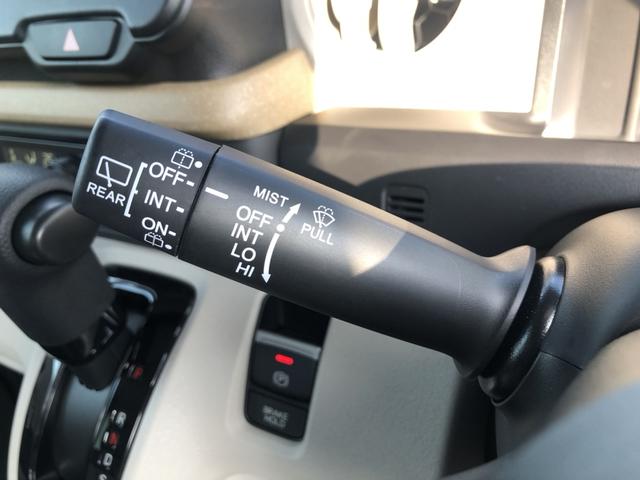 REAR
OFF
INT
ON
MIST
OFF
INT
LO
HI
PULL
BRAKE
HOLD